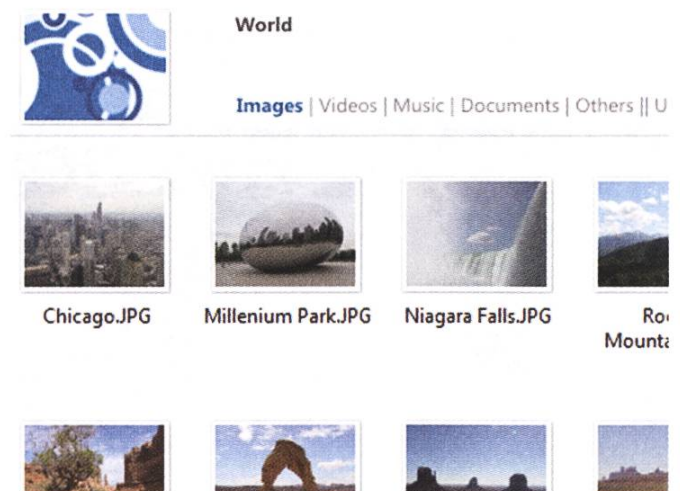 World
Images | Videos | Music | Documents | Others || U
Chicago.JPG
Millenium Park.JPG
Niagara Falls.JPG